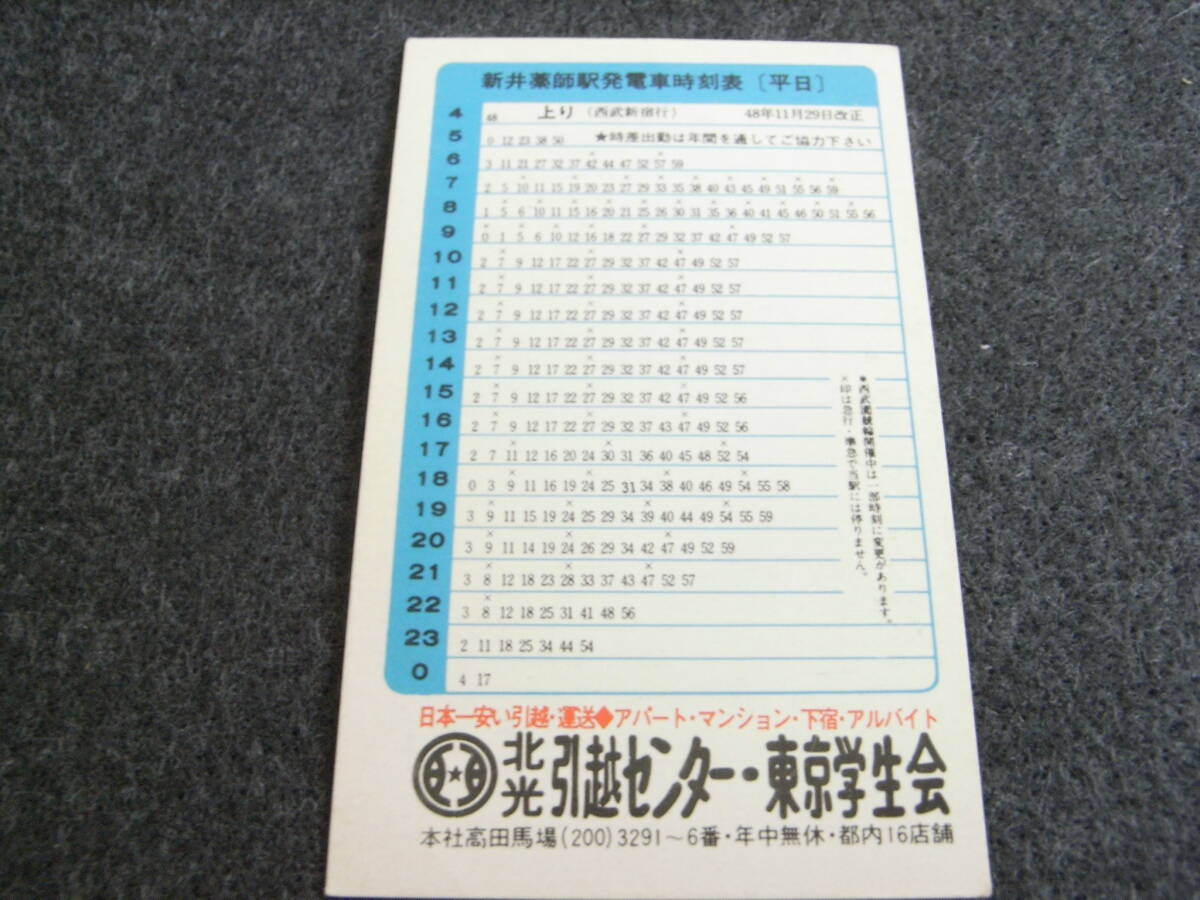 新井薬師駅発電車時刻表〔平日〕
4 48 上り (西武新宿行) 48年11月29日改正
5 0 12 23 38 50 ★時差出勤は年間を通してご協力下さい
6 3 11 21 27 32 37 42 44 47 52 57 59
7 2 5 10 11 15 19 20 23 27 29 33 35 38 40 43 45 49 51 55 56 59
8 1 5 6 10 11 15 16 20 21 25 26 30 31 35 36 40 41 45 46 50 51 55 56
9 0 1 5 6 10 12 16 18 22 27 29 32 37 42 47 49 52 57
10 2 7 9 12 17 22 27 29 32 37 42 47 49 52 57
11 2 7 9 12 17 22 27 29 32 37 42 47 49 52 57
12 2 7 9 12 17 22 27 29 32 37 42 47 49 52 57
13 2 7 9 12 17 22 27 29 32 37 42 47 49 52 57
14 2 7 9 12 17 22 27 29 32 37 42 47 49 52 57
15 2 7 9 12 17 22 27 29 32 37 42 47 49 52 56
16 2 7 9 12 17 22 27 29 32 37 43 47 49 52 56
17 2 7 11 12 16 20 24 30 31 36 40 45 48 52 54
18 0 3 9 11 16 19 24 25 31 34 38 40 46 49 54 55 58
19 3 9 11 15 19 24 25 29 34 39 40 44 49 54 55 59
20 3 9 11 14 19 24 26 29 34 42 47 49 52 59
21 3 8 12 18 23 28 33 37 43 47 52 57
22 3 8 12 18 25 31 41 48 56
23 2 11 18 25 34 44 54
0 4 17
★西武園競輪開催中は一部時刻に変更があります。
×印は急行・準急で当駅には停りません。
日本一安い引越・運送◆アパート・マンション・下宿・アルバイト
北光引越センター・東京学生会
本社高田馬場(200)3291〜6番・年中無休・都内16店舗